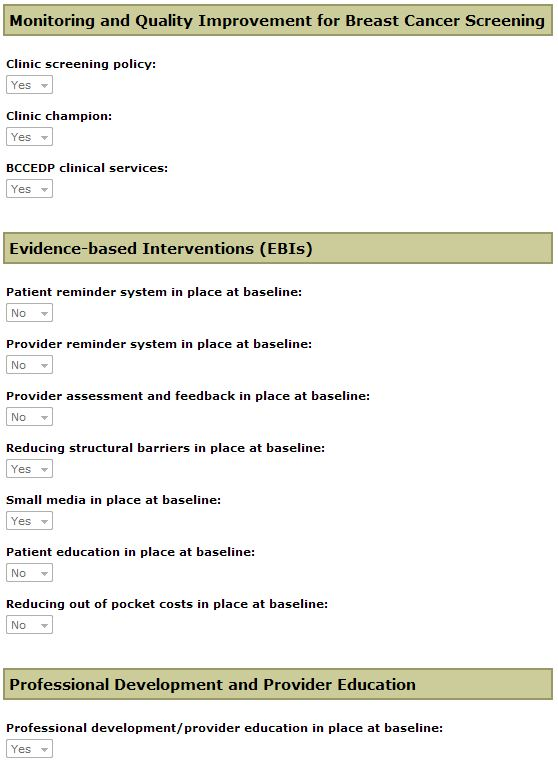 Monitoring and Quality Improvement for Breast Cancer Screening
Clinic screening policy:
Yes
Clinic champion:
Yes
BCCEDP clinical services:
Yes
Evidence-based Interventions (EBIs)
Patient reminder system in place at baseline:
No
Provider reminder system in place at baseline:
No
Provider assessment and feedback in place at baseline:
No
Reducing structural barriers in place at baseline:
Yes
Small media in place at baseline:
Yes
Patient education in place at baseline:
No
Reducing out of pocket costs in place at baseline:
No
Professional Development and Provider Education
Professional development/provider education in place at baseline:
Yes